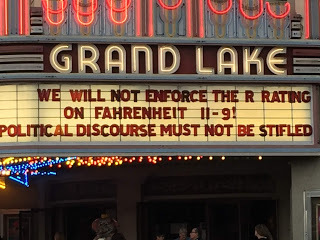 GRAND LAKE
WE WILL NOT ENFORCE THE R RATING
ON FAHRENHEIT 11-9!
POLITICAL DISCOURSE MUST NOT BE STIFLED